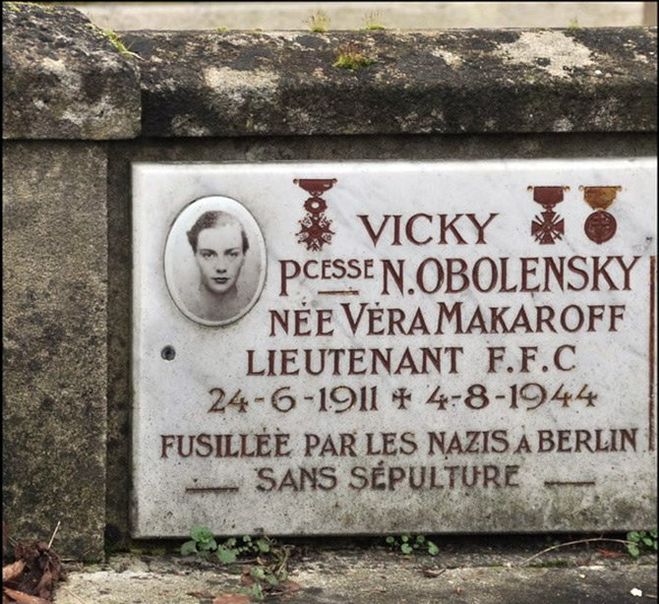 VICKY
PCESSE N. OBOLENSKY
NÉE VÉRA MAKAROFF
LIEUTENANT F.F.C
24-6-1911 ✝ 4-8-1944
FUSILLÉE PAR LES NAZIS A BERLIN
SANS SÉPULTURE